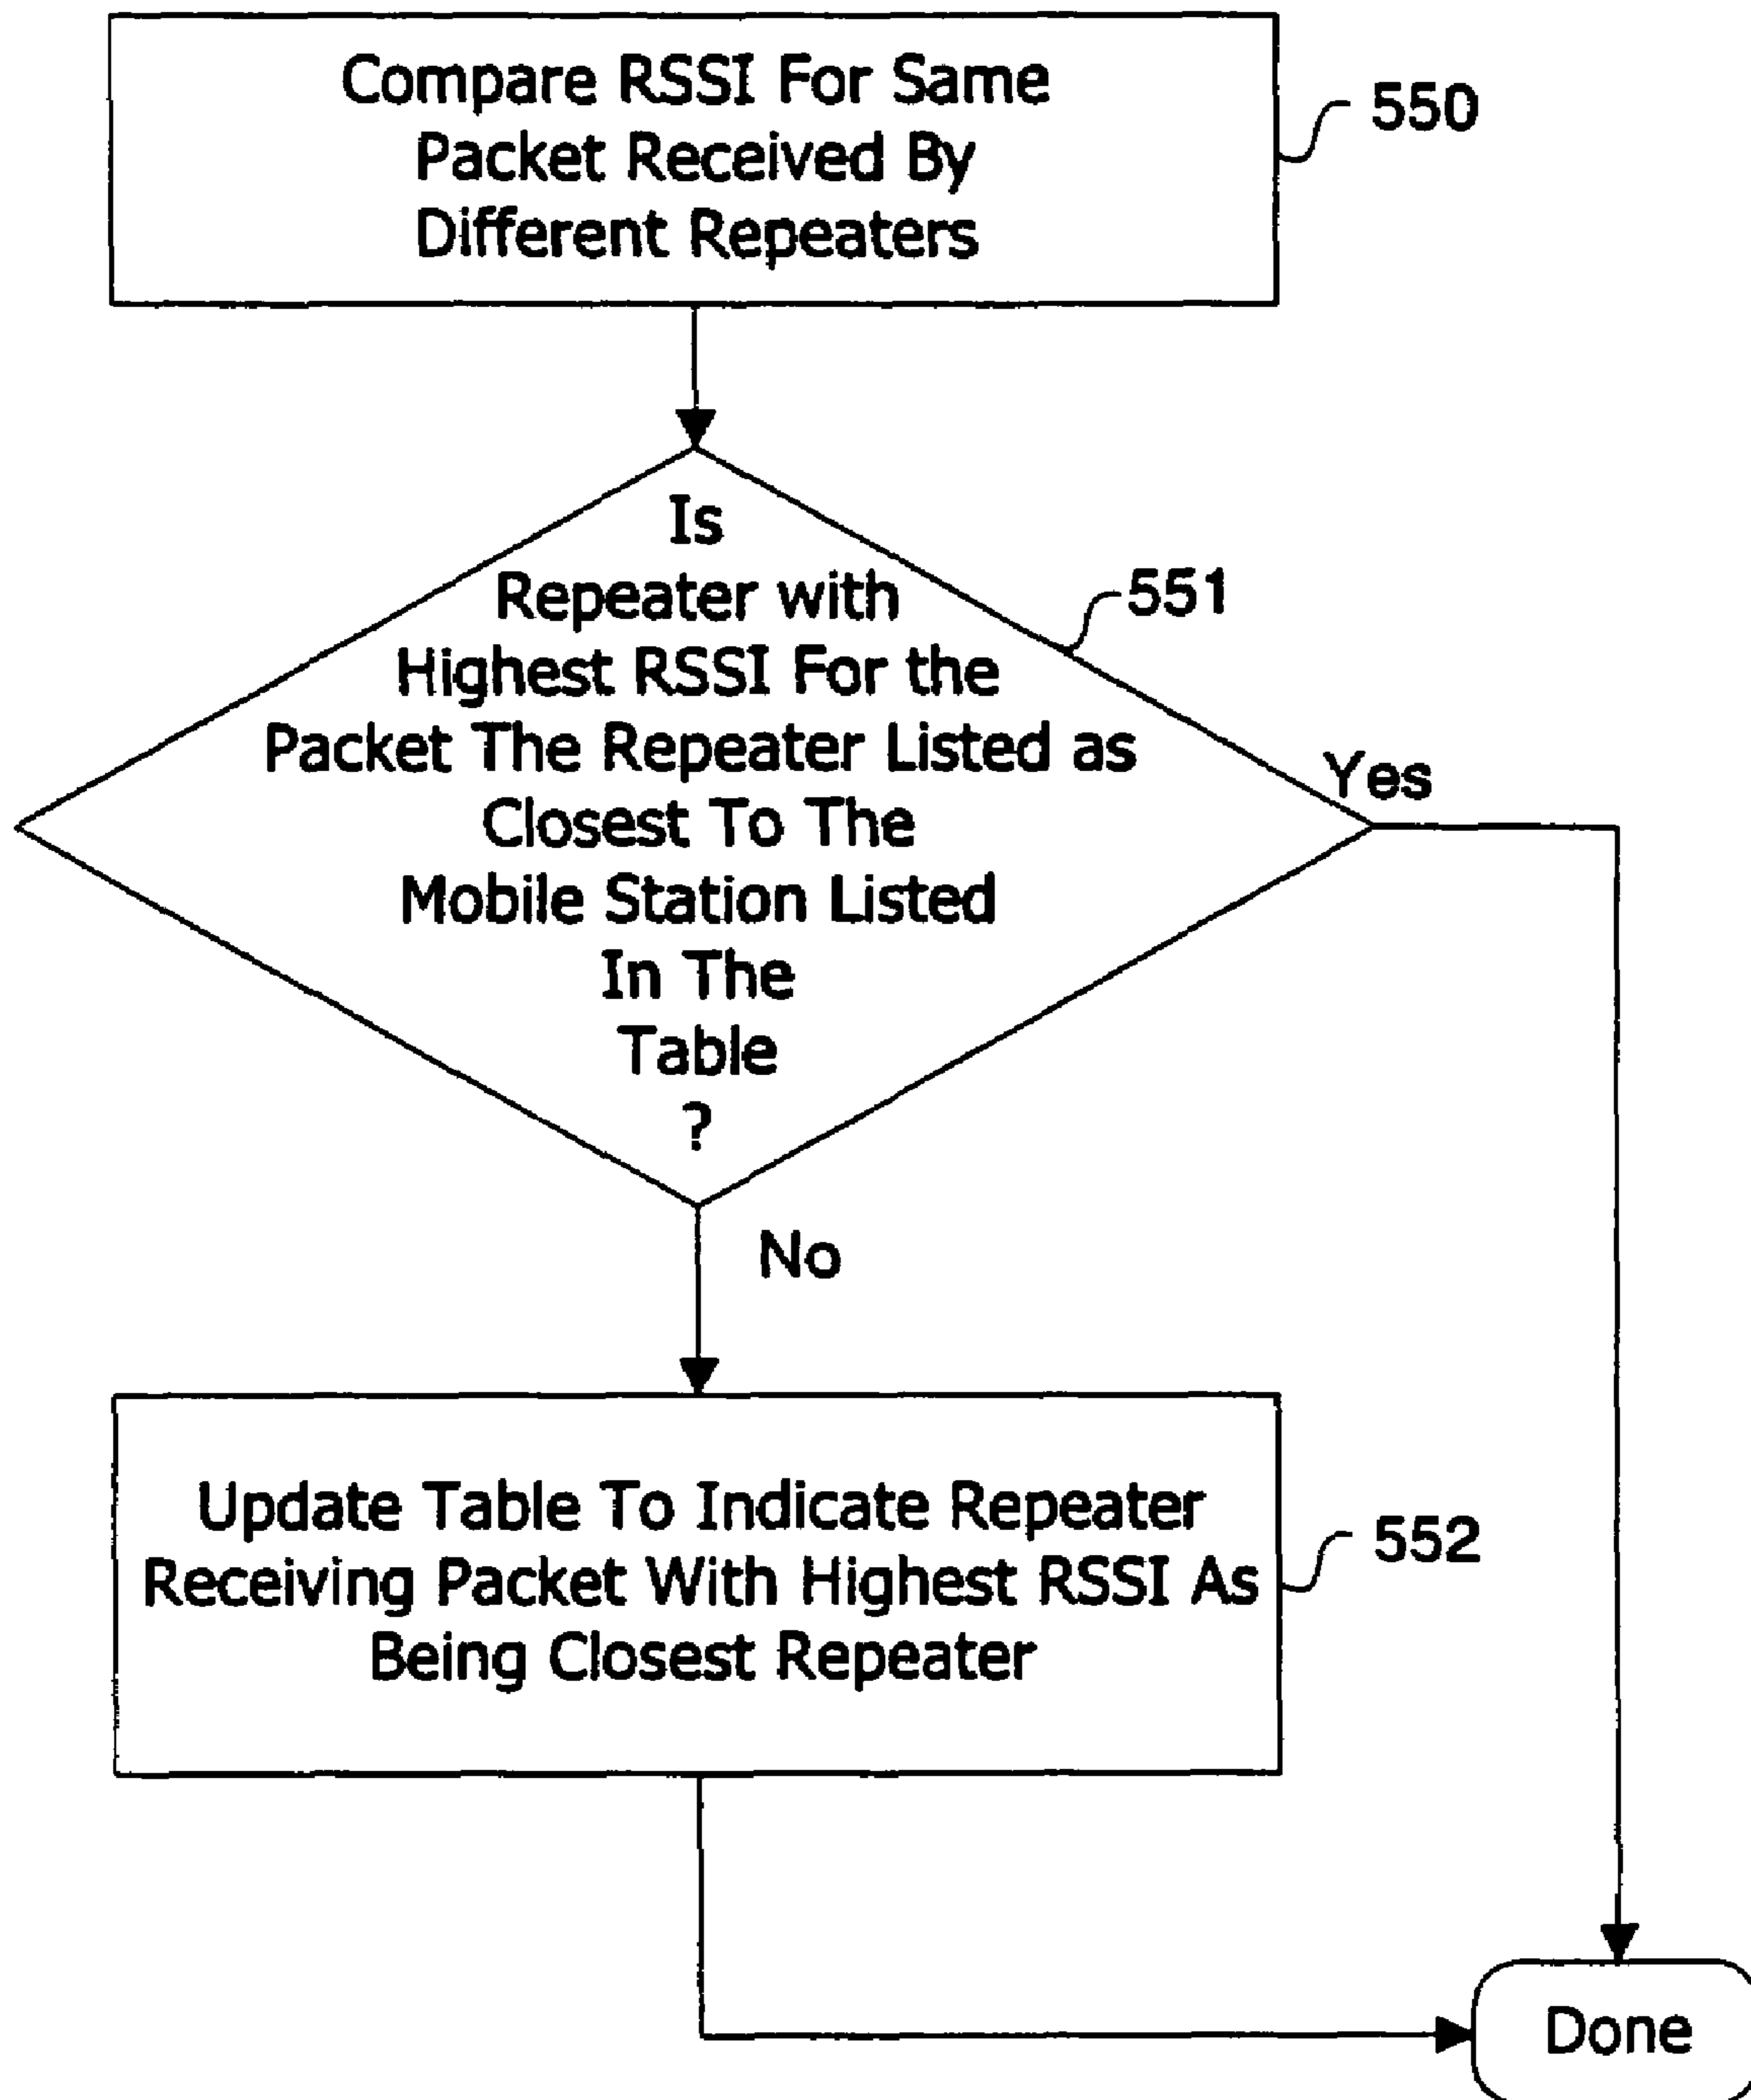 Compare RSSI For Same
Packet Received By
Different Repeaters
550
Is
Repeater with
Highest RSSI For the
Packet The Repeater Listed as
Closest To The
Mobile Station Listed
In The
Table
?
551
Yes
No
Update Table To Indicate Repeater
Receiving Packet With Highest RSSI As
Being Closest Repeater
552
Done